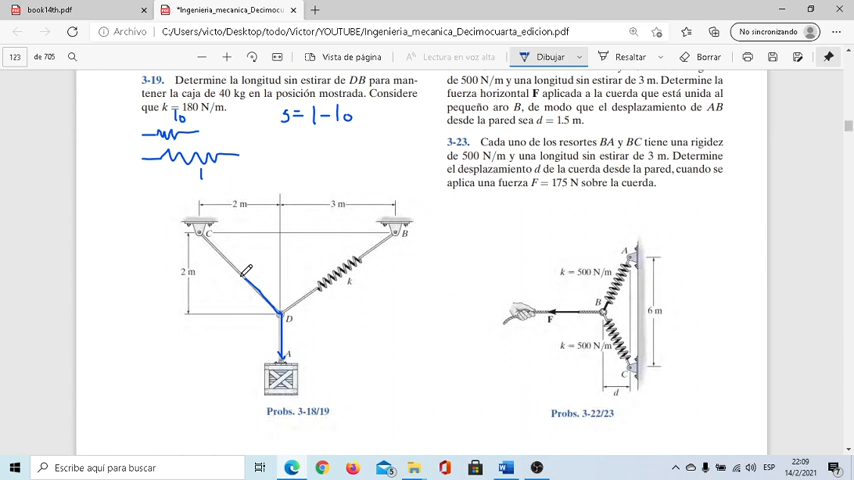 book14th.pdf
*Ingenieria_mecanica_Decimocu
C:/Users/victo/Desktop/todo/Victor/YOUTUBE/Ingenieria_mecanica_Decimocuarta_edicion.pdf
No sincronizando
123
de 705
Vista de página
Lectura en voz alta
Dibujar
Resaltar
Borrar
3-19. Determine la longitud sin estirar de DB para man-
tener la caja de 40 kg en la posición mostrada. Considere
que k = 180 N/m.
lo
l
s = l - lo
2 m
3 m
C
B
2 m
k
D
A
Probs. 3-18/19
de 500 N/m y una longitud sin estirar de 3 m. Determine la
fuerza horizontal F aplicada a la cuerda que está unida al
pequeño aro B, de modo que el desplazamiento de AB
desde la pared sea d = 1.5 m.
3-23. Cada uno de los resortes BA y BC tiene una rigidez
de 500 N/m y una longitud sin estirar de 3 m. Determine
el desplazamiento d de la cuerda desde la pared, cuando se
aplica una fuerza F = 175 N sobre la cuerda.
A
k = 500 N/m
B
6 m
F
k = 500 N/m
C
d
Probs. 3-22/23
Escribe aquí para buscar
5
ESP
22:09
14/2/2021
7